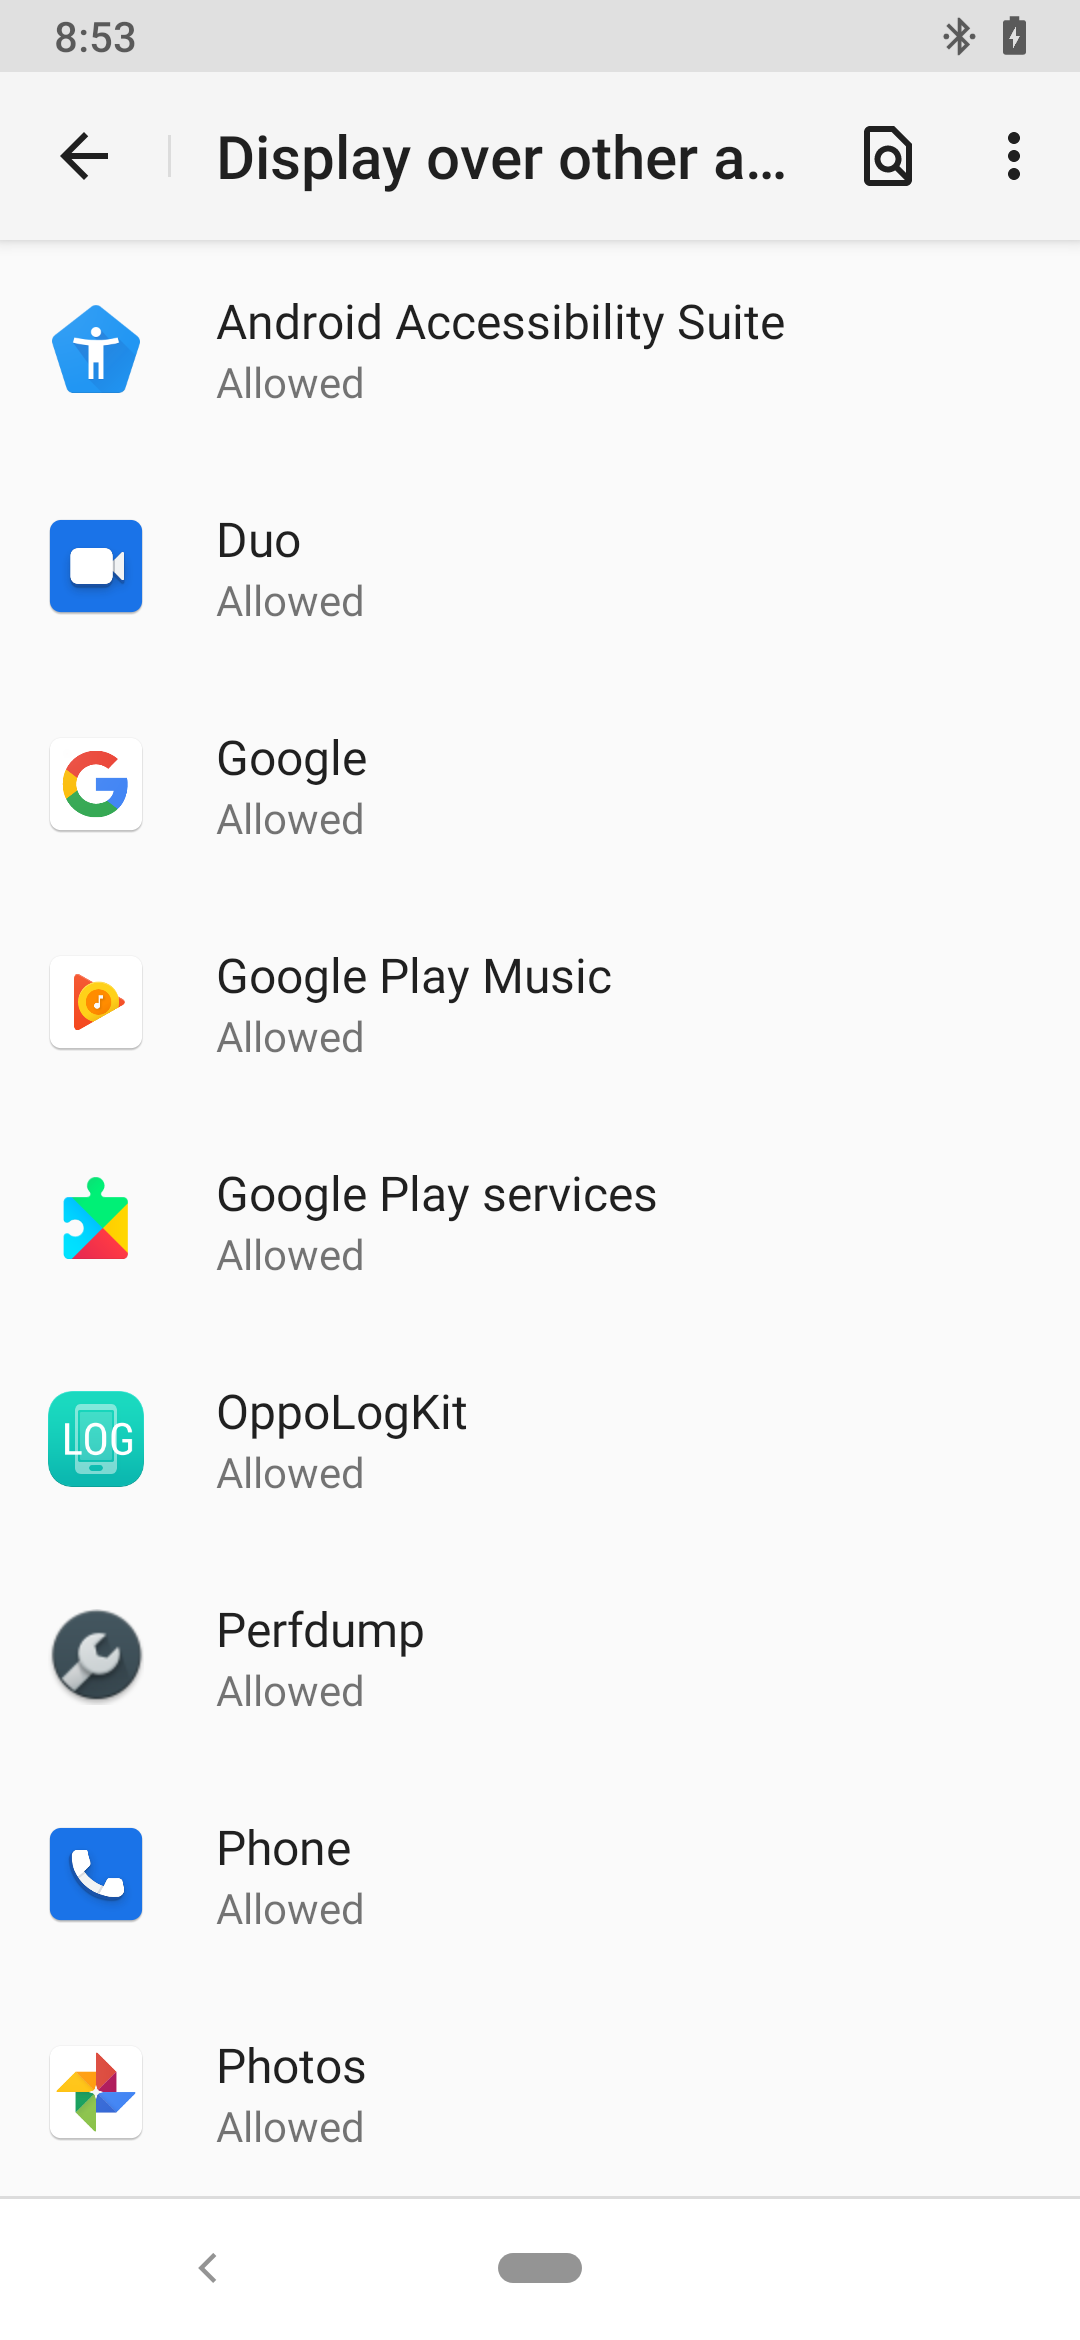 8:53
Display over other a...
Android Accessibility Suite
Allowed
Duo
Allowed
Google
Allowed
Google Play Music
Allowed
Google Play services
Allowed
LOG
OppoLogKit
Allowed
Perfdump
Allowed
Phone
Allowed
Photos
Allowed